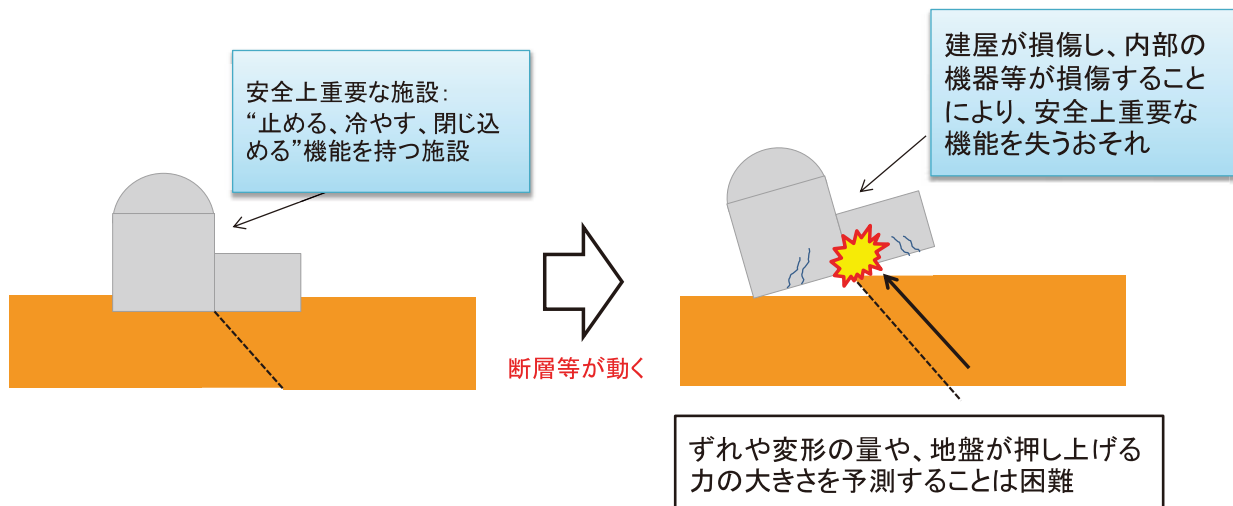 安全上重要な施設:
“止める、冷やす、閉じ込
める”機能を持つ施設
断層等が動く
建屋が損傷し、内部の
機器等が損傷すること
により、安全上重要な
機能を失うおそれ
ずれや変形の量や、地盤が押し上げる
力の大きさを予測することは困難